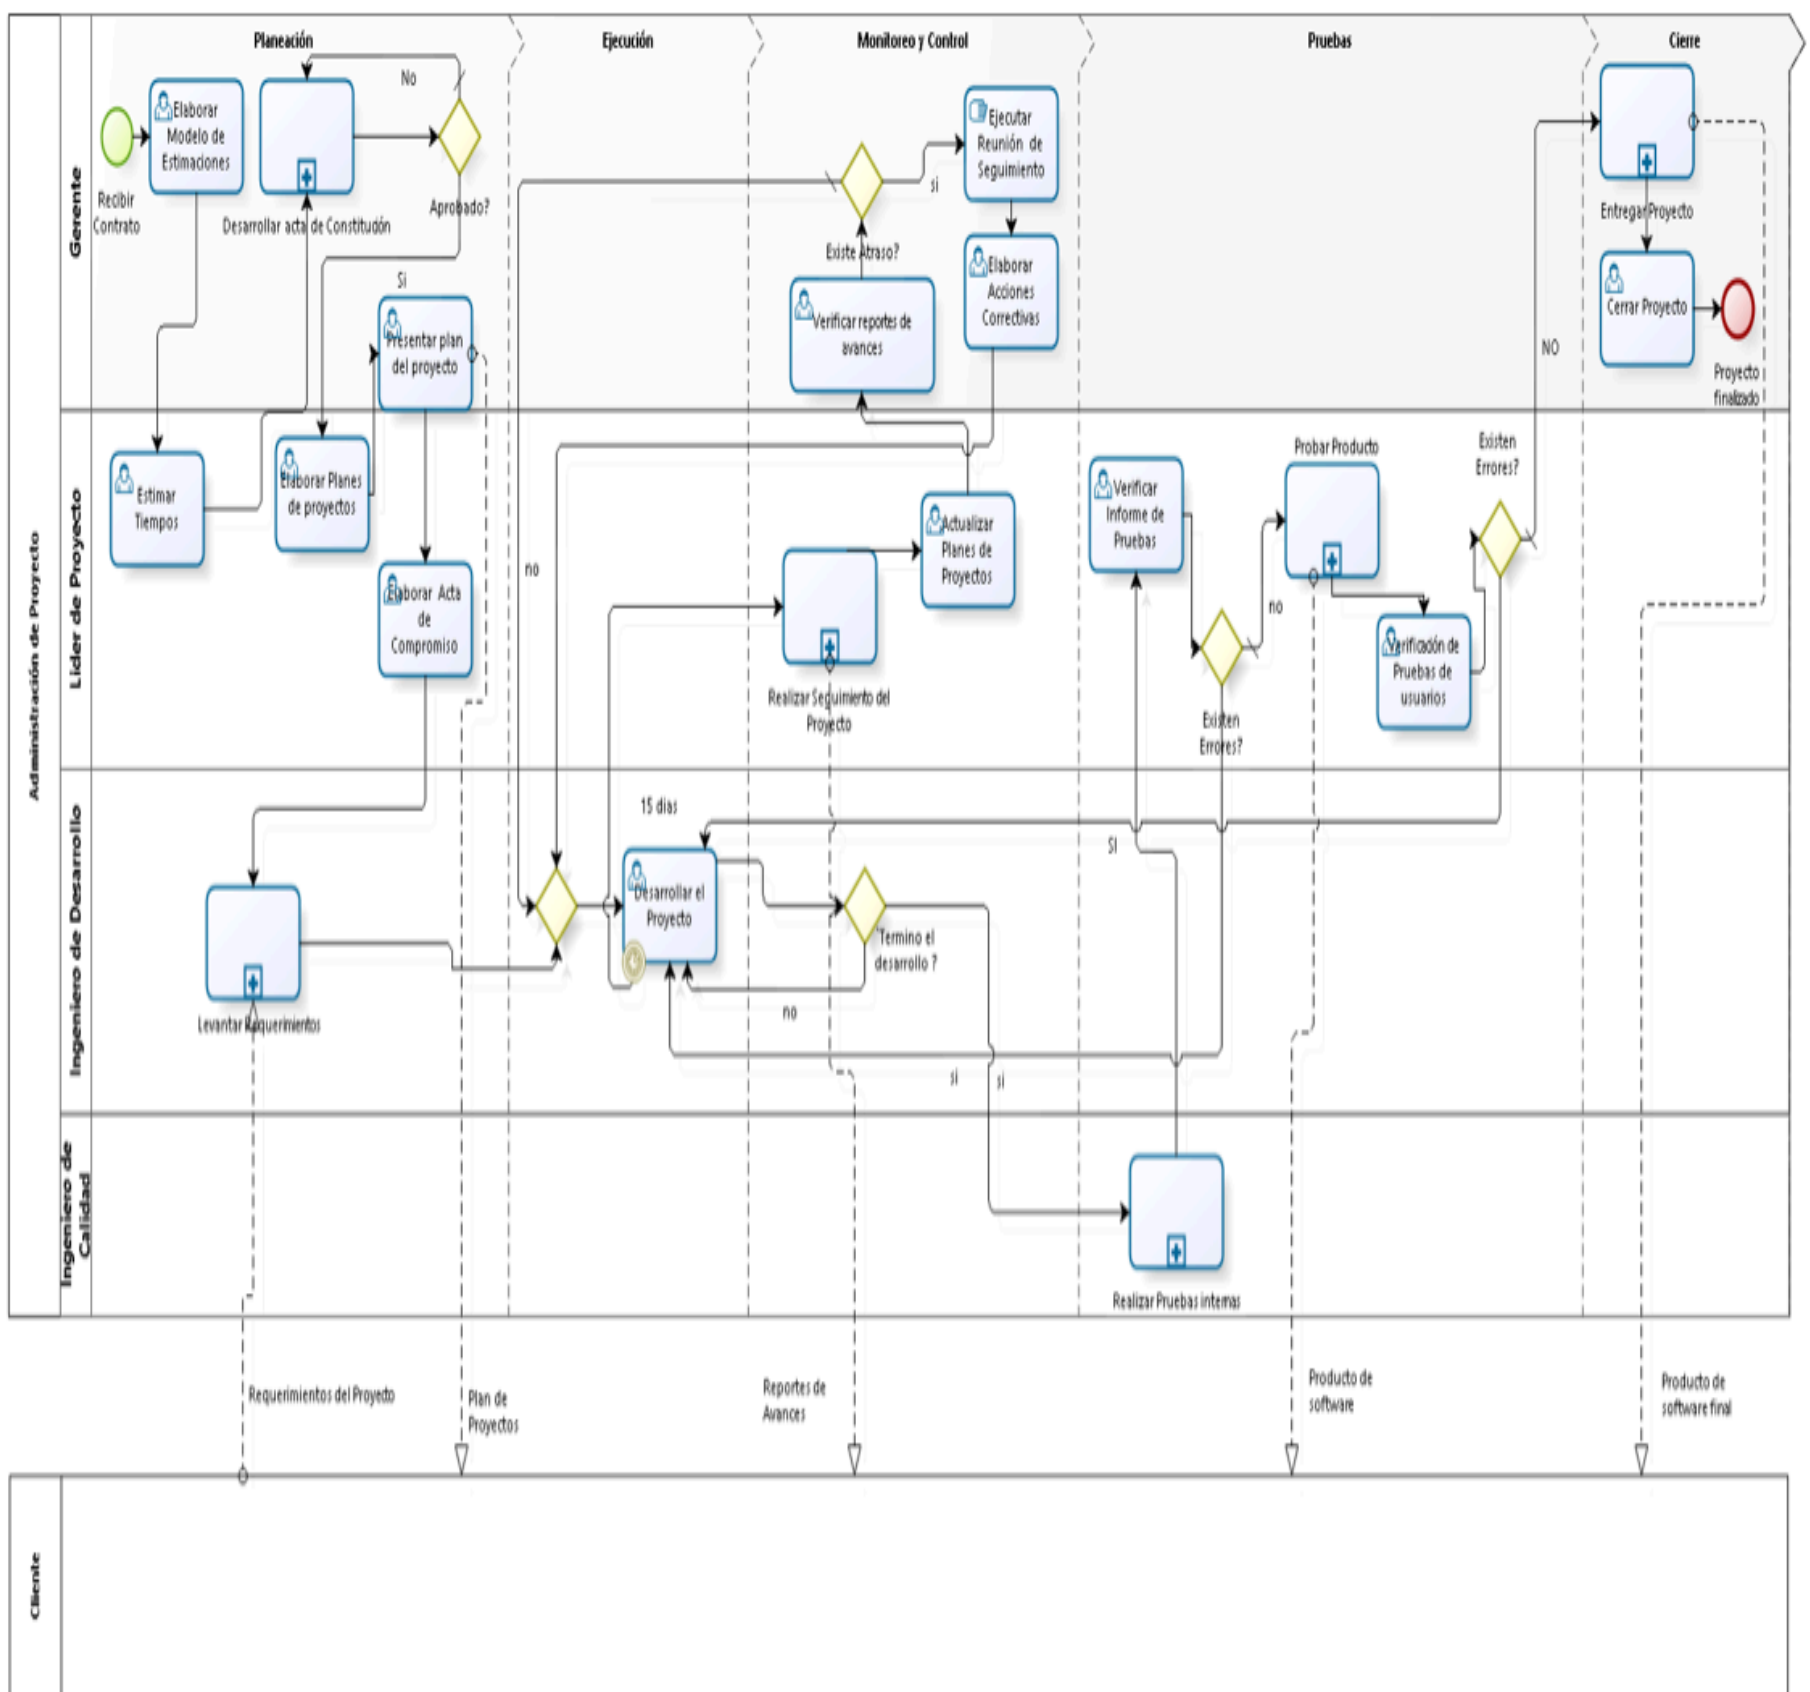 Planeación
Ejecución
Monitoreo y Control
Pruebas
Cierre
Administración de Proyecto
Gerente
Recibir
Contrato
Elaborar
Modelo de
Estimaciones
Desarrollar acta de Constitución
No
Aprobado?
Si
Presentar plan
del proyecto
Existe Atraso?
si
Ejecutar
Reunión de
Seguimiento
Elaborar
Acciones
Correctivas
Verificar reportes de
avances
NO
Entregar Proyecto
Cerrar Proyecto
Proyecto
finalizado
Lider de Proyecto
Estimar
Tiempos
Elaborar Planes
de proyectos
Elaborar Acta
de
Compromiso
no
Realizar Seguimiento del
Proyecto
Actualizar
Planes de
Proyectos
Verificar
Informe de
Pruebas
Existen
Errores?
no
Probar Producto
Verificación de
Pruebas de
usuarios
Existen
Errores?
Ingeniero de Desarrollo
Levantar Requerimientos
15 dias
Desarrollar el
Proyecto
Termino el
desarrollo ?
no
SI
si
si
Ingeniero de
Calidad
Realizar Pruebas internas
Requerimientos del Proyecto
Plan de
Proyectos
Reportes de
Avances
Producto de
software
Producto de
software final
Cliente